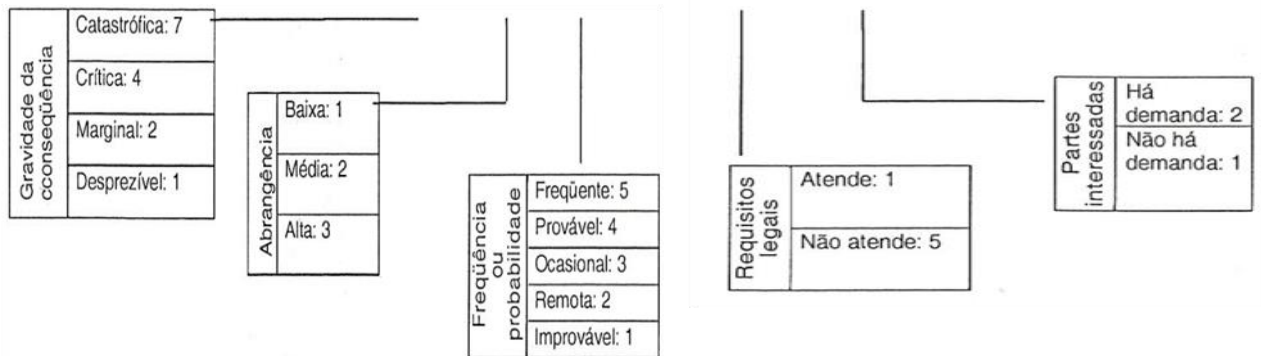 Gravidade da
cconseqüência
Catastrófica: 7
Crítica: 4
Marginal: 2
Desprezível: 1
Abrangência
Baixa: 1
Média: 2
Alta: 3
Freqüência
ou
probabilidade
Freqüente: 5
Provável: 4
Ocasional: 3
Remota: 2
Improvável: 1
Requisitos
legais
Atende: 1
Não atende: 5
Partes
interessadas
Há
demanda: 2
Não há
demanda: 1